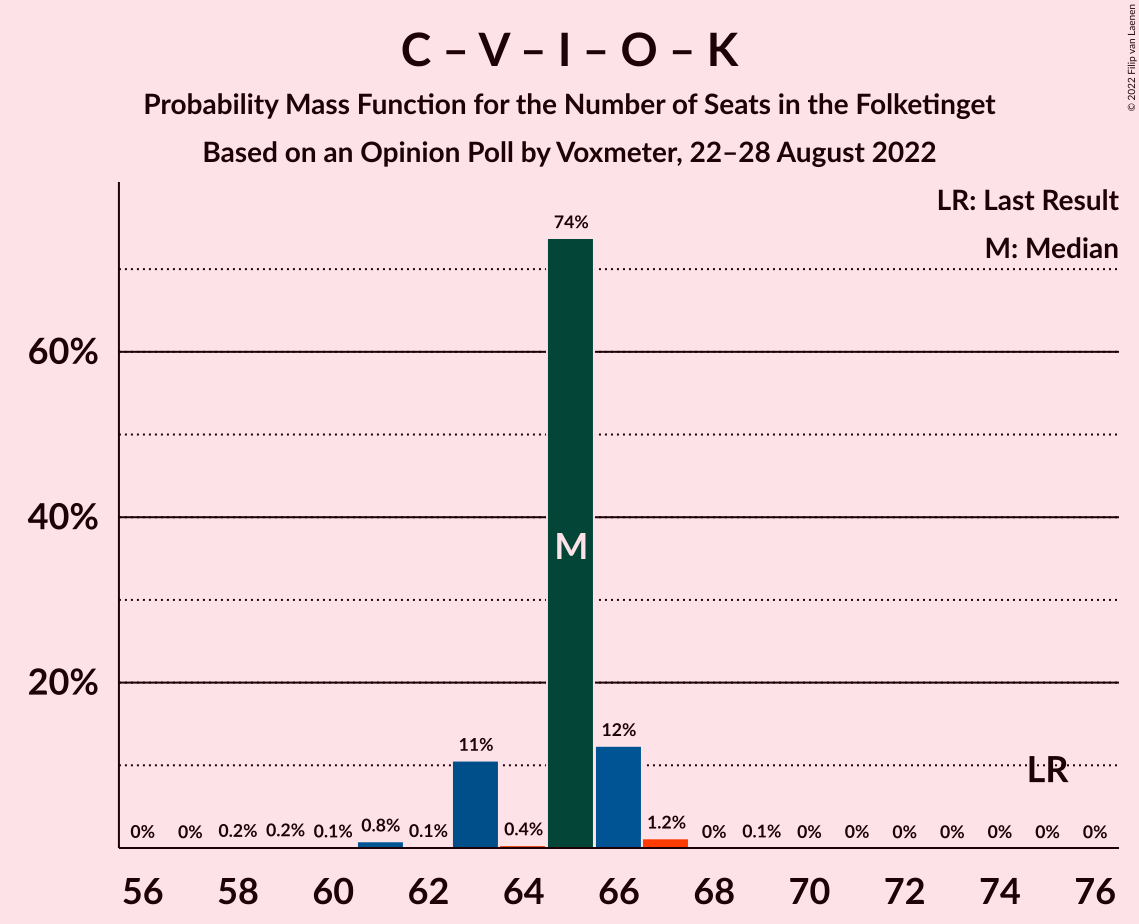 C – V – I – O – K
Probability Mass Function for the Number of Seats in the Folketinget
Based on an Opinion Poll by Voxmeter, 22–28 August 2022
© 2022 Filip van Laenen
LR: Last Result
M: Median
60%
40%
20%
0% 0% 0.2% 0.2% 0.1% 0.8% 0.1% 11% 0.4% 74% 12% 1.2% 0% 0.1% 0% 0% 0% 0% 0% 0% 0%
M
LR
56 58 60 62 64 66 68 70 72 74 76